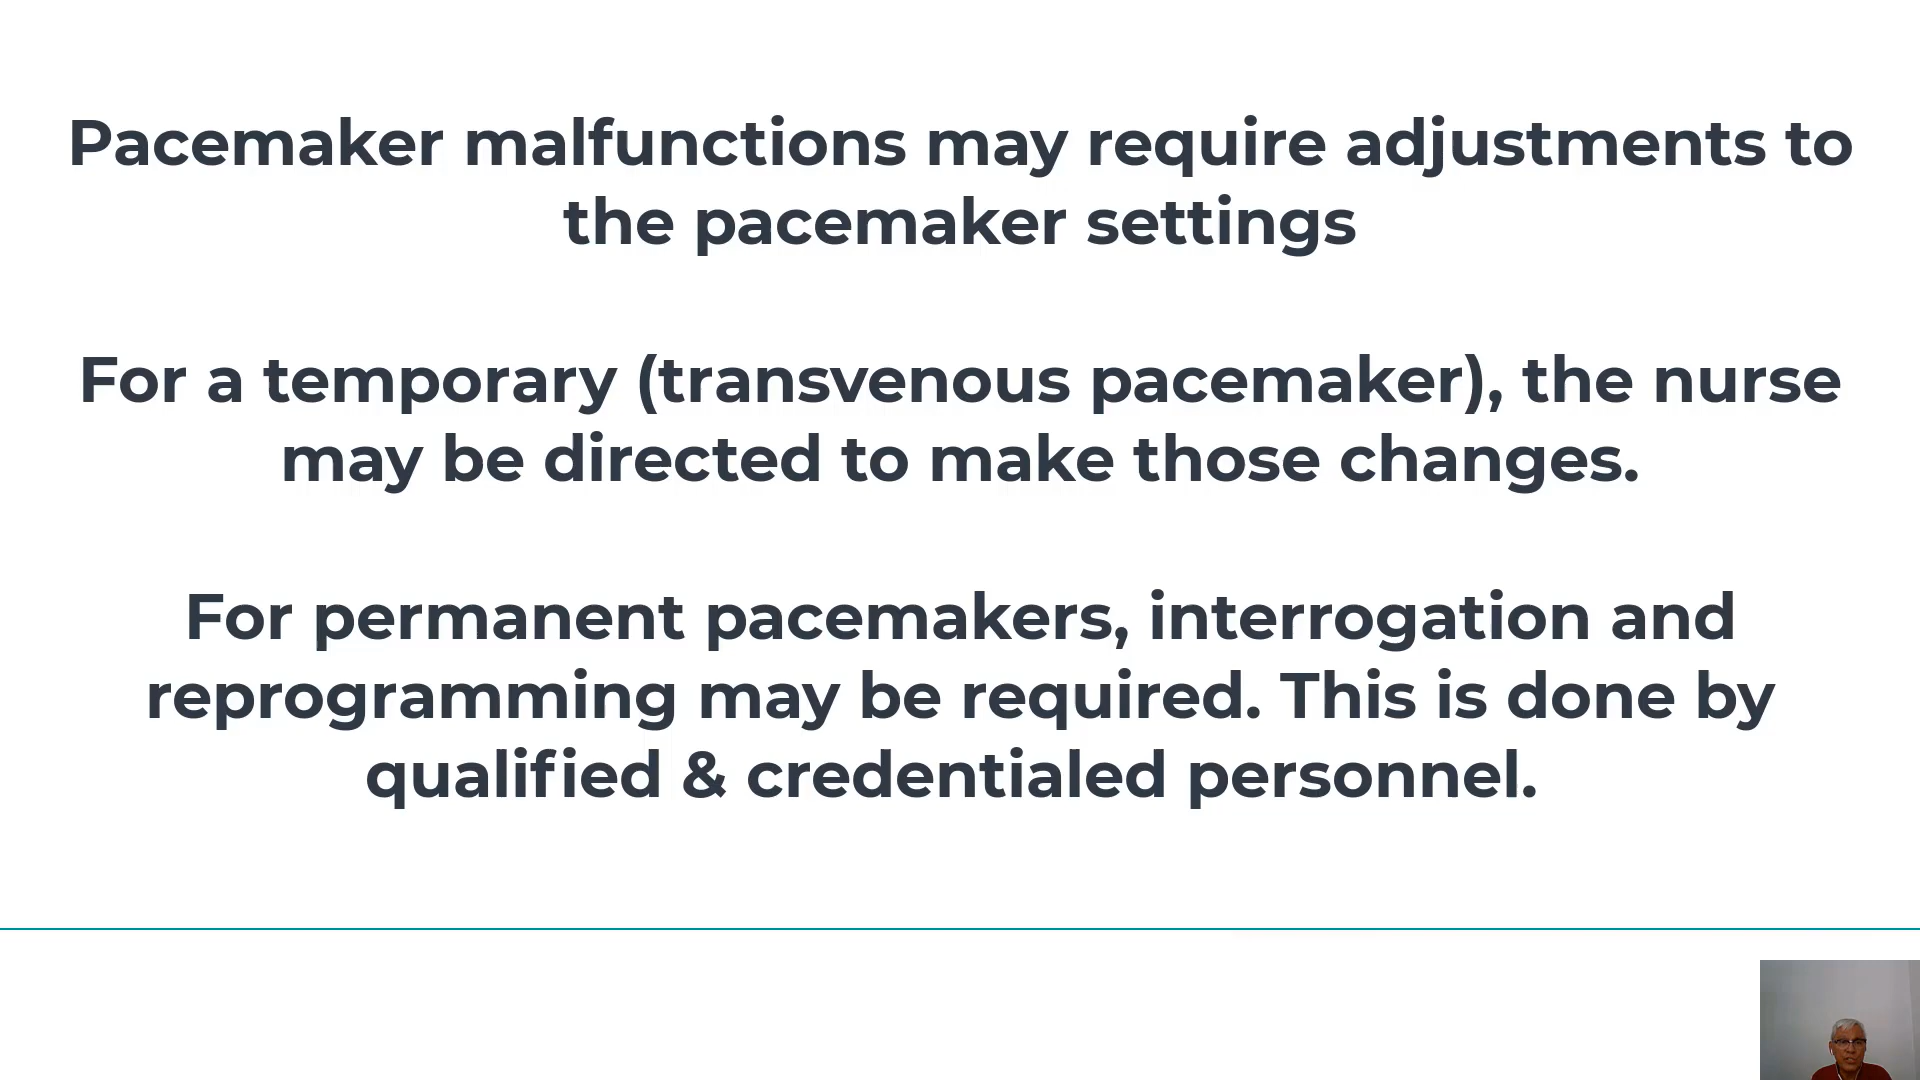 Pacemaker malfunctions may require adjustments to
the pacemaker settings
For a temporary (transvenous pacemaker), the nurse
may be directed to make those changes.
For permanent pacemakers, interrogation and
reprogramming may be required. This is done by
qualified & credentialed personnel.